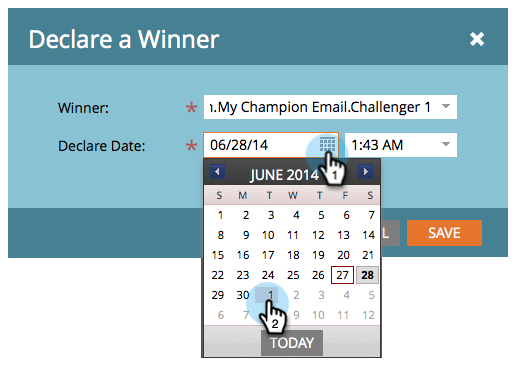 Declare a Winner
Winner: * .My Champion Email.Challenger 1
Declare Date: * 06/28/14 1:43 AM
1
JUNE 2014
S M T W T F S
1 2 3 4 5 6 7
8 9 10 11 12 13 14
15 16 17 18 19 20 21
L SAVE
22 23 24 25 26 27 28
29 30 1 2 3 4 5
2
6 7 9 10 11 12
TODAY